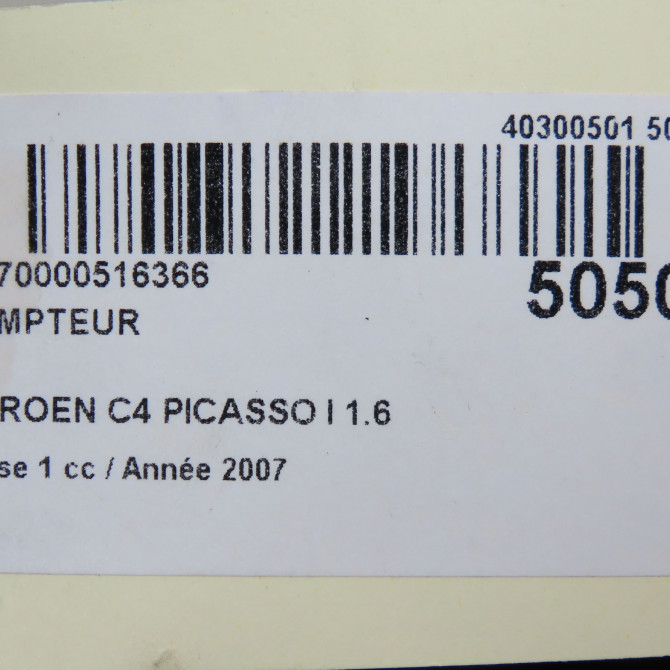 40300501 50
70000516366
5050
MPTEUR
ROEN C4 PICASSO I 1.6
se 1 cc / Année 2007